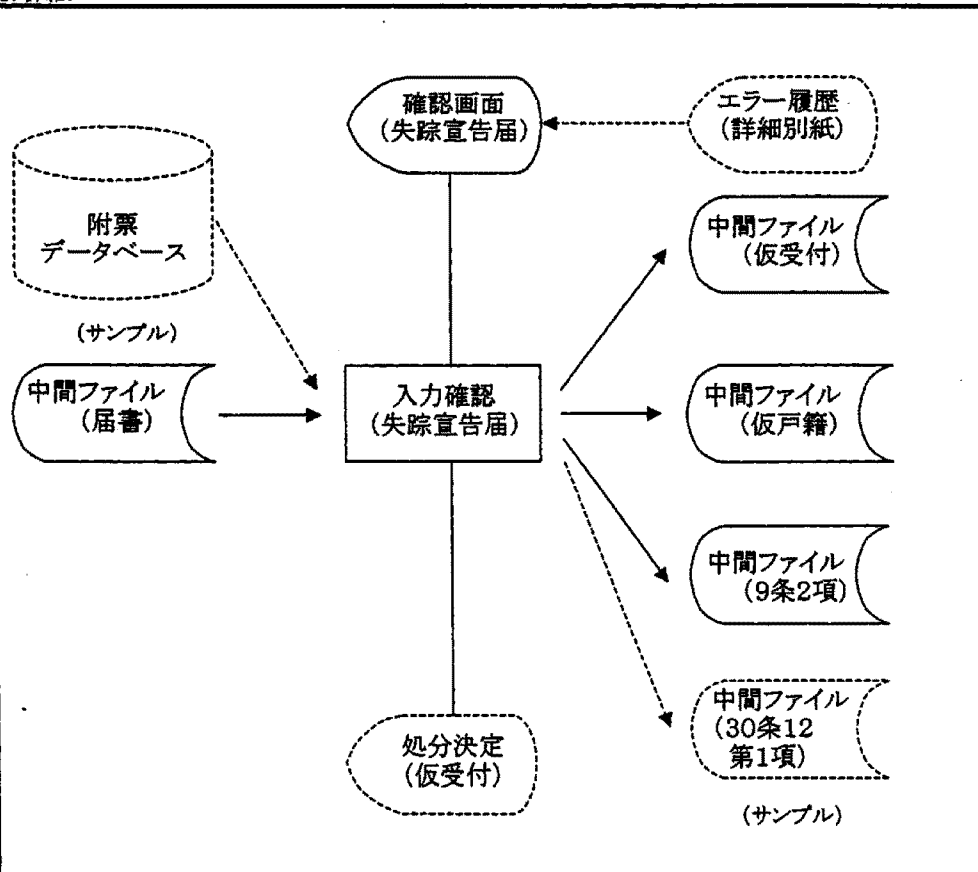 確認画面
(失踪宣告届)
エラー履歴
(詳細別紙)
附票
データベース
(サンプル)
中間ファイル
(届書)
入力確認
(失踪宣告届)
中間ファイル
(仮受付)
中間ファイル
(仮戸籍)
中間ファイル
(9条2項)
中間ファイル
(30条12
第1項)
(サンプル)
処分決定
(仮受付)